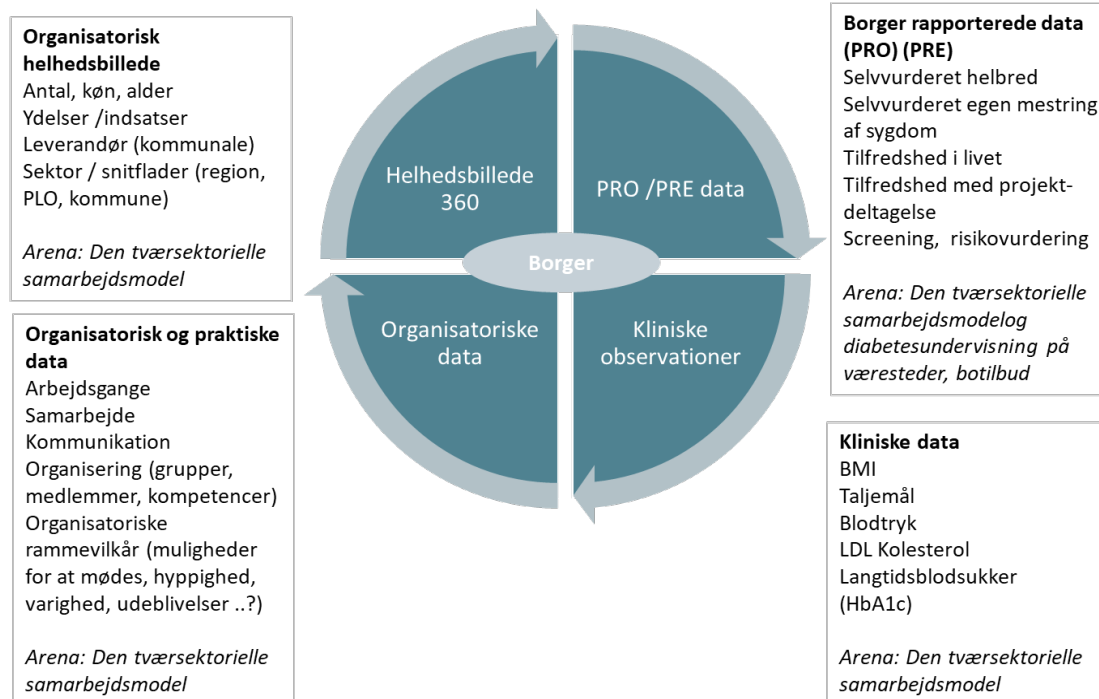 Organisatorisk
helhedsbillede
Antal, køn, alder
Ydelser /indsatser
Leverandør (kommunale)
Sektor / snitflader (region,
PLO, kommune)
Arena: Den tværsektorielle
samarbejdsmodel
Organisatorisk og praktiske
data
Arbejdsgange
Samarbejde
Kommunikation
Organisering (grupper,
medlemmer, kompetencer)
Organisatoriske
rammevilkår (muligheder
for at mødes, hyppighed,
varighed, udeblivelser ..?)
Arena: Den tværsektorielle
samarbejdsmodel
Helhedsbillede
360
PRO /PRE data
Borger
Organisatoriske
data
Kliniske
observationer
Borger rapporterede data
(PRO) (PRE)
Selvvurderet helbred
Selvvurderet egen mestring
af sygdom
Tilfredshed i livet
Tilfredshed med projekt-
deltagelse
Screening, risikovurdering
Arena: Den tværsektorielle
samarbejdsmodelog
diabetesundervisning på
væresteder, botilbud
Kliniske data
BMI
Taljemål
Blodtryk
LDL Kolesterol
Langtidsblodsukker
(HbA1c)
Arena: Den tværsektorielle
samarbejdsmodel